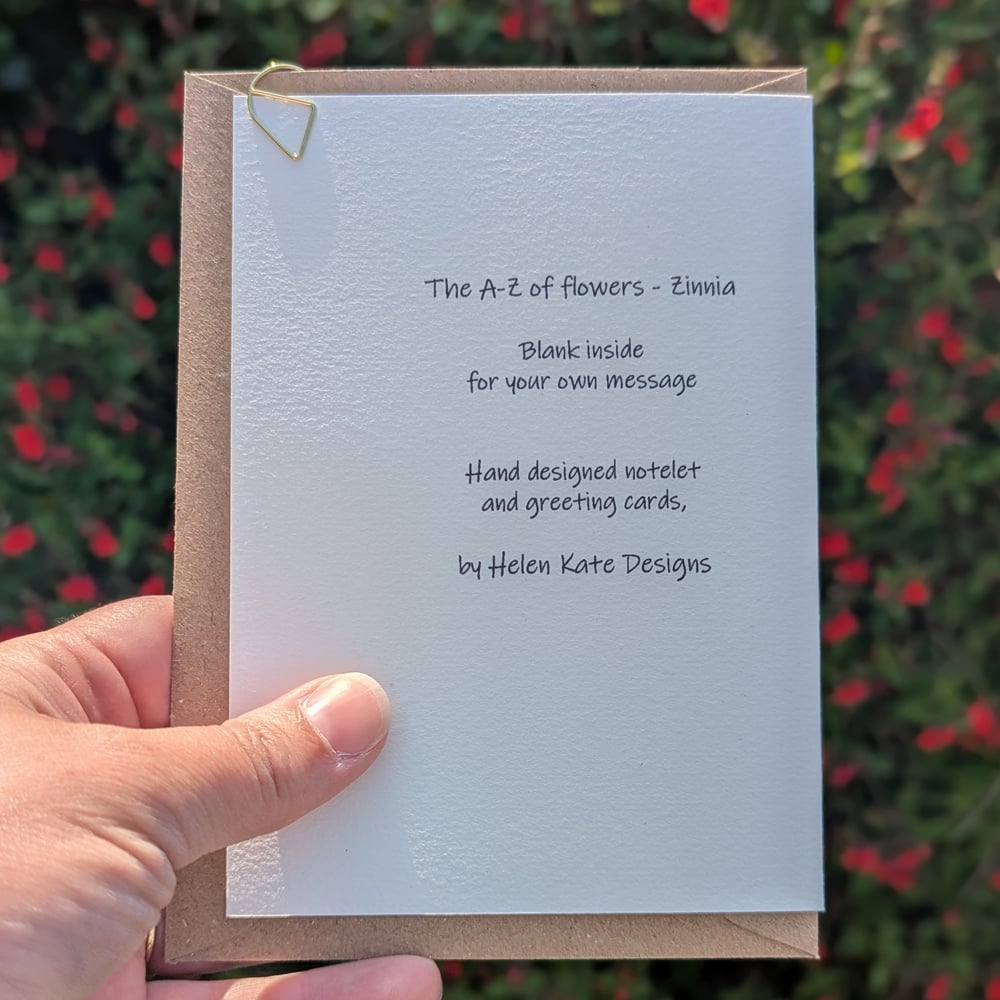 The A-Z of flowers - Zinnia
Blank inside
for your own message
Hand designed notelet
and greeting cards,
by Helen Kate Designs